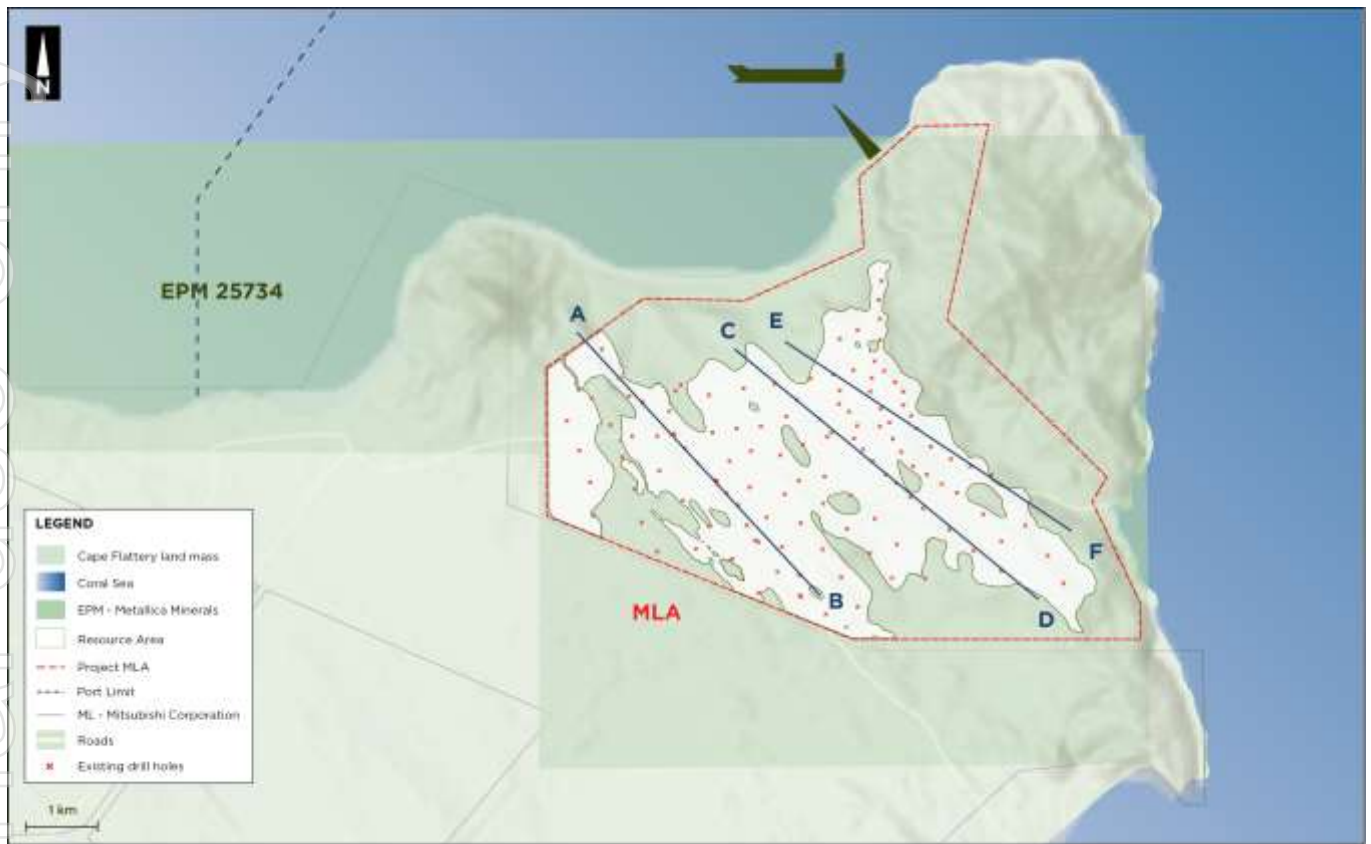 N
EPM 25734
A
C
E
F
B
D
MLA
LEGEND
Cape Flattery land mass
Coral Sea
EPM - Metallica Minerals
Resource Area
Project MLA
Port Limit
ML - Mitsubishi Corporation
Roads
Existing drill holes
1 km